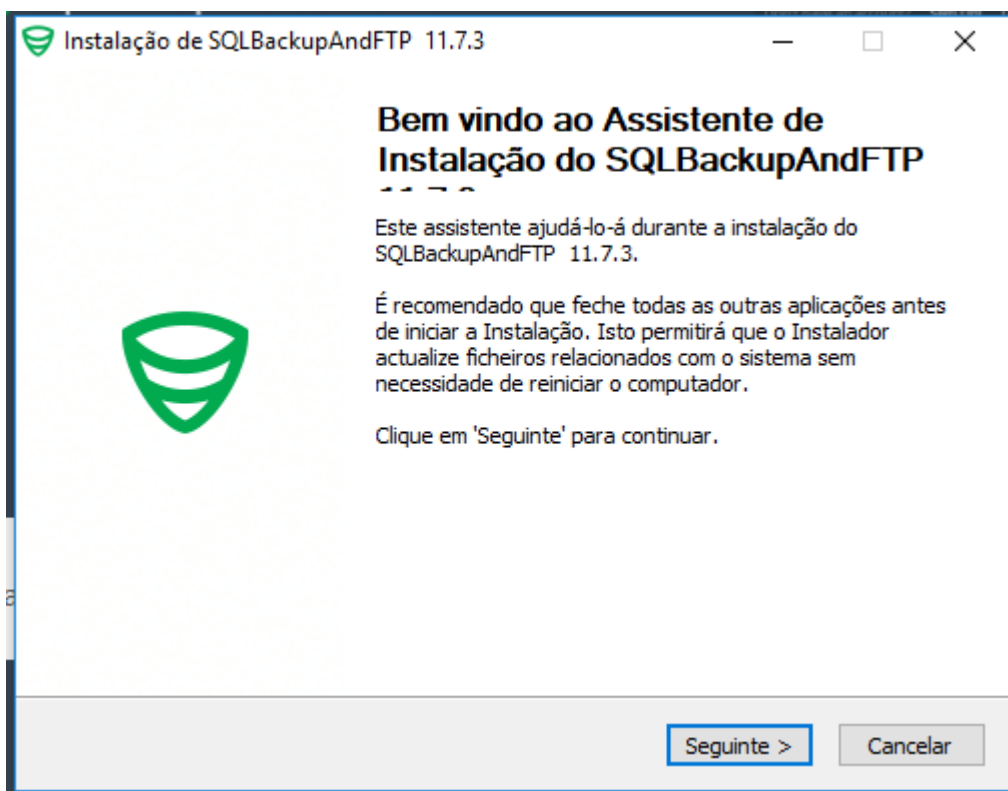 Instalação de SQLBackupAndFTP 11.7.3
Bem vindo ao Assistente de
Instalação do SQLBackupAndFTP
Este assistente ajudá-lo-á durante a instalação do
SQLBackupAndFTP 11.7.3.
É recomendado que feche todas as outras aplicações antes
de iniciar a Instalação. Isto permitirá que o Instalador
actualize ficheiros relacionados com o sistema sem
necessidade de reiniciar o computador.
Clique em 'Seguinte' para continuar.
Seguinte >
Cancelar